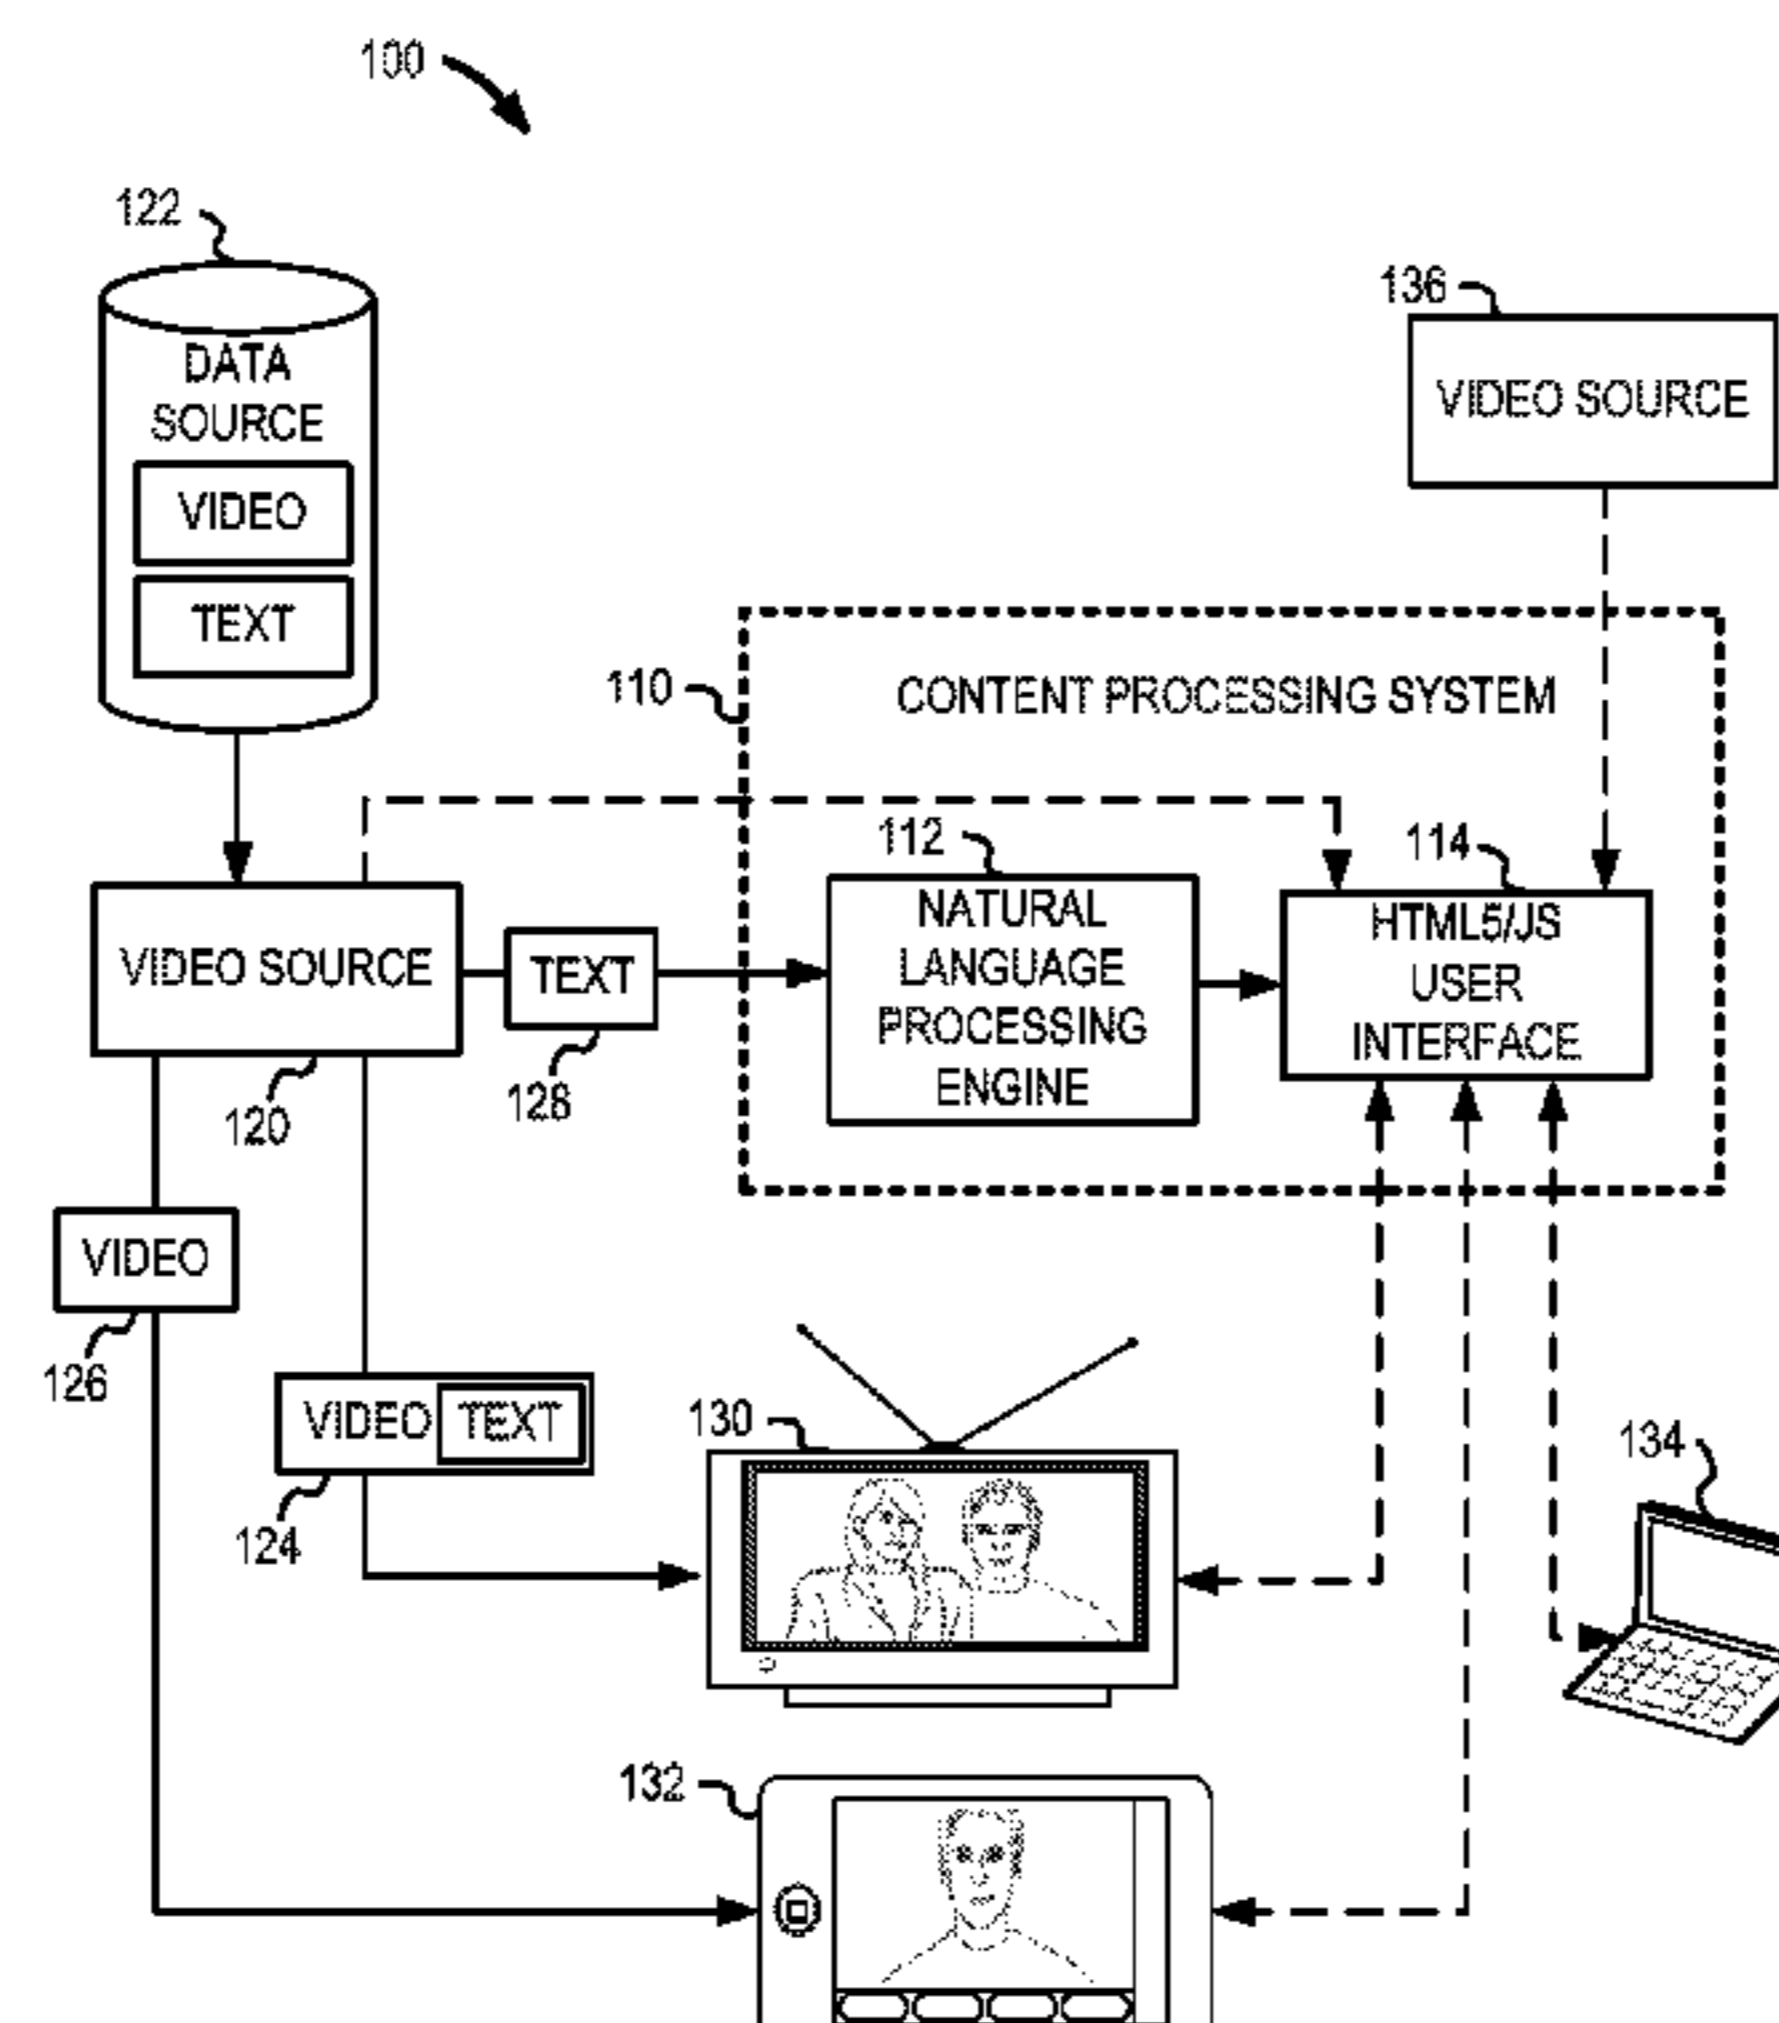 100
122
DATA
SOURCE
VIDEO
TEXT
136
VIDEO SOURCE
110
CONTENT PROCESSING SYSTEM
112
114
NATURAL
LANGUAGE
PROCESSING
ENGINE
HTML5/JS
USER
INTERFACE
VIDEO SOURCE
TEXT
128
120
VIDEO
126
VIDEO TEXT
124
130
134
132